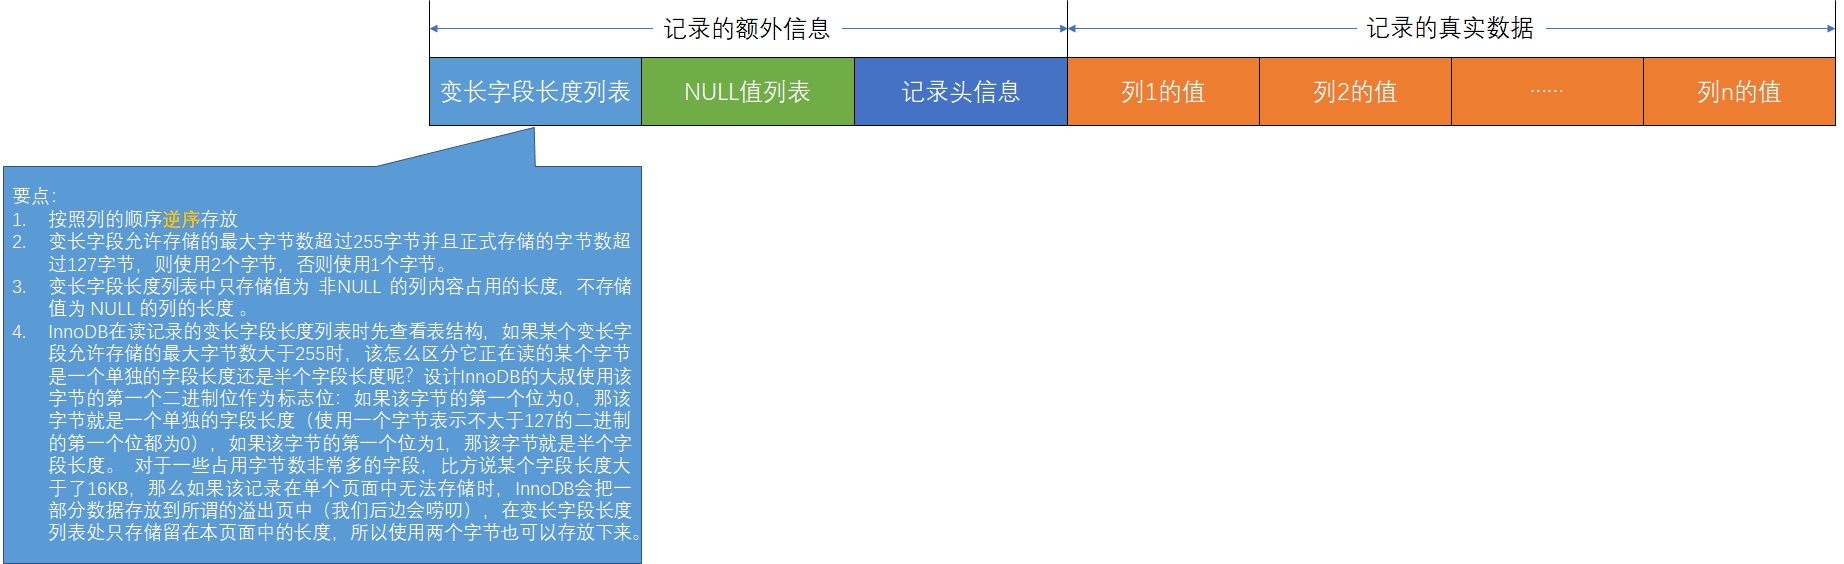 记录的额外信息
记录的真实数据
变长字段长度列表
NULL值列表
记录头信息
列1的值
列2的值
……
列n的值
要点：
1. 按照列的顺序逆序存放
2. 变长字段允许存储的最大字节数超过255字节并且正式存储的字节数超
过127字节，则使用2个字节，否则使用1个字节。
3. 变长字段长度列表中只存储值为 非NULL 的列内容占用的长度，不存储
值为 NULL 的列的长度 。
4. InnoDB在读记录的变长字段长度列表时先查看表结构，如果某个变长字
段允许存储的最大字节数大于255时，该怎么区分它正在读的某个字节
是一个单独的字段长度还是半个字段长度呢？设计InnoDB的大叔使用该
字节的第一个二进制位作为标志位：如果该字节的第一个位为0，那该
字节就是一个单独的字段长度（使用一个字节表示不大于127的二进制
的第一个位都为0），如果该字节的第一个位为1，那该字节就是半个字
段长度。 对于一些占用字节数非常多的字段，比方说某个字段长度大
于了16KB，那么如果该记录在单个页面中无法存储时，InnoDB会把一
部分数据存放到所谓的溢出页中（我们后边会唠叨），在变长字段长度
列表处只存储留在本页面中的长度，所以使用两个字节也可以存放下来。